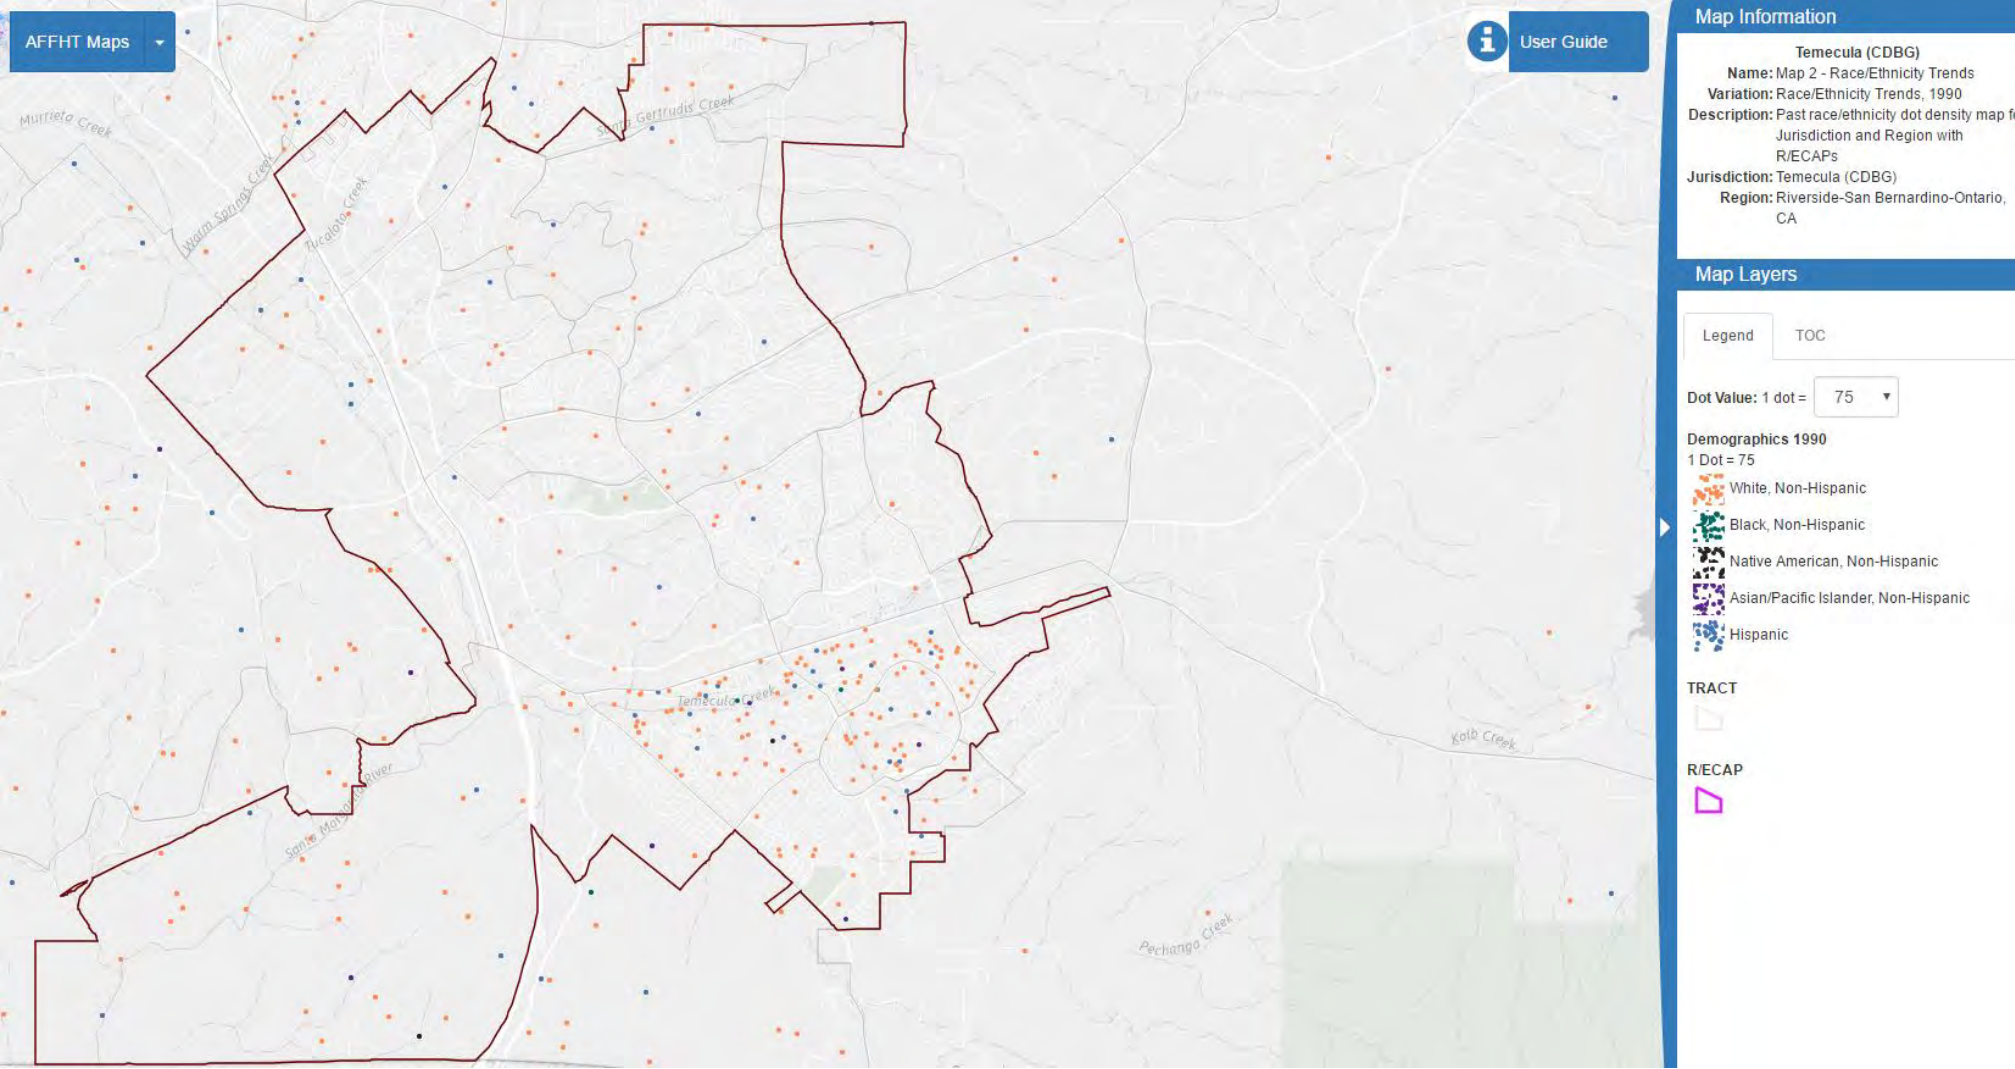 AFFHT Maps
User Guide
Murrieta Creek
Warm Springs Creek
Tucalota Creek
Santa Gertrudis Creek
Temecula Creek
Santa Margarita River
Kolb Creek
Pechanga Creek
Map Information
Temecula (CDBG)
Name: Map 2 - Race/Ethnicity Trends
Variation: Race/Ethnicity Trends, 1990
Description: Past race/ethnicity dot density map f
Jurisdiction and Region with
R/ECAPs
Jurisdiction: Temecula (CDBG)
Region: Riverside-San Bernardino-Ontario,
CA
Map Layers
Legend TOC
Dot Value: 1 dot = 75
Demographics 1990
1 Dot = 75
White, Non-Hispanic
Black, Non-Hispanic
Native American, Non-Hispanic
Asian/Pacific Islander, Non-Hispanic
Hispanic
TRACT
R/ECAP